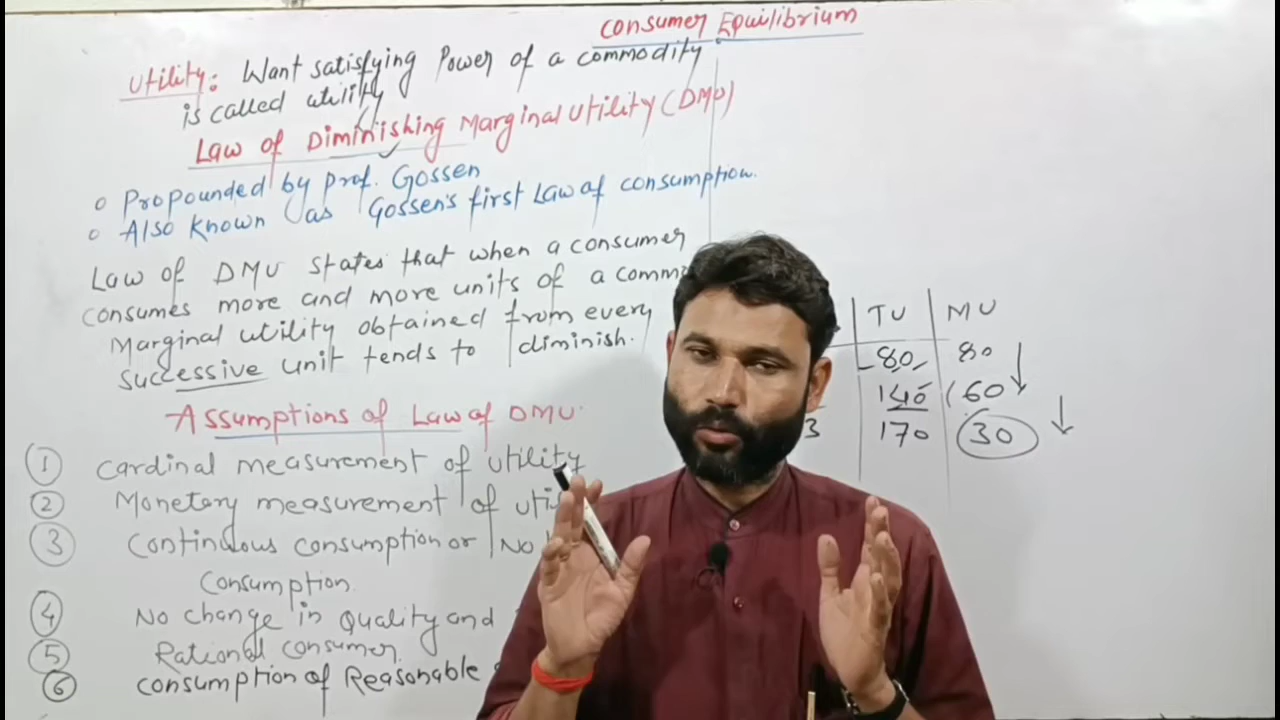 Consumer Equilibrium
Utility: Want satisfying Power of a commodity
is called utility
Law of Diminishing Marginal Utility (DMU)
o Propounded by Prof. Gossen
o Also known as Gossen's first Law of consumption.
Law of DMU states that when a consumer
consumes more and more units of a
Marginal utility obtained from every
successive unit tends to diminish.
Assumptions of Law of DMU.
1 Cardinal measurement of utility
2 Monetary measurement of
3 Continuous consumption or No
Consumption.
4 No change in Quality and
5 Rational consumer.
6 Consumption of Reasonable
TU MU
80 80
140 60
3 170 30